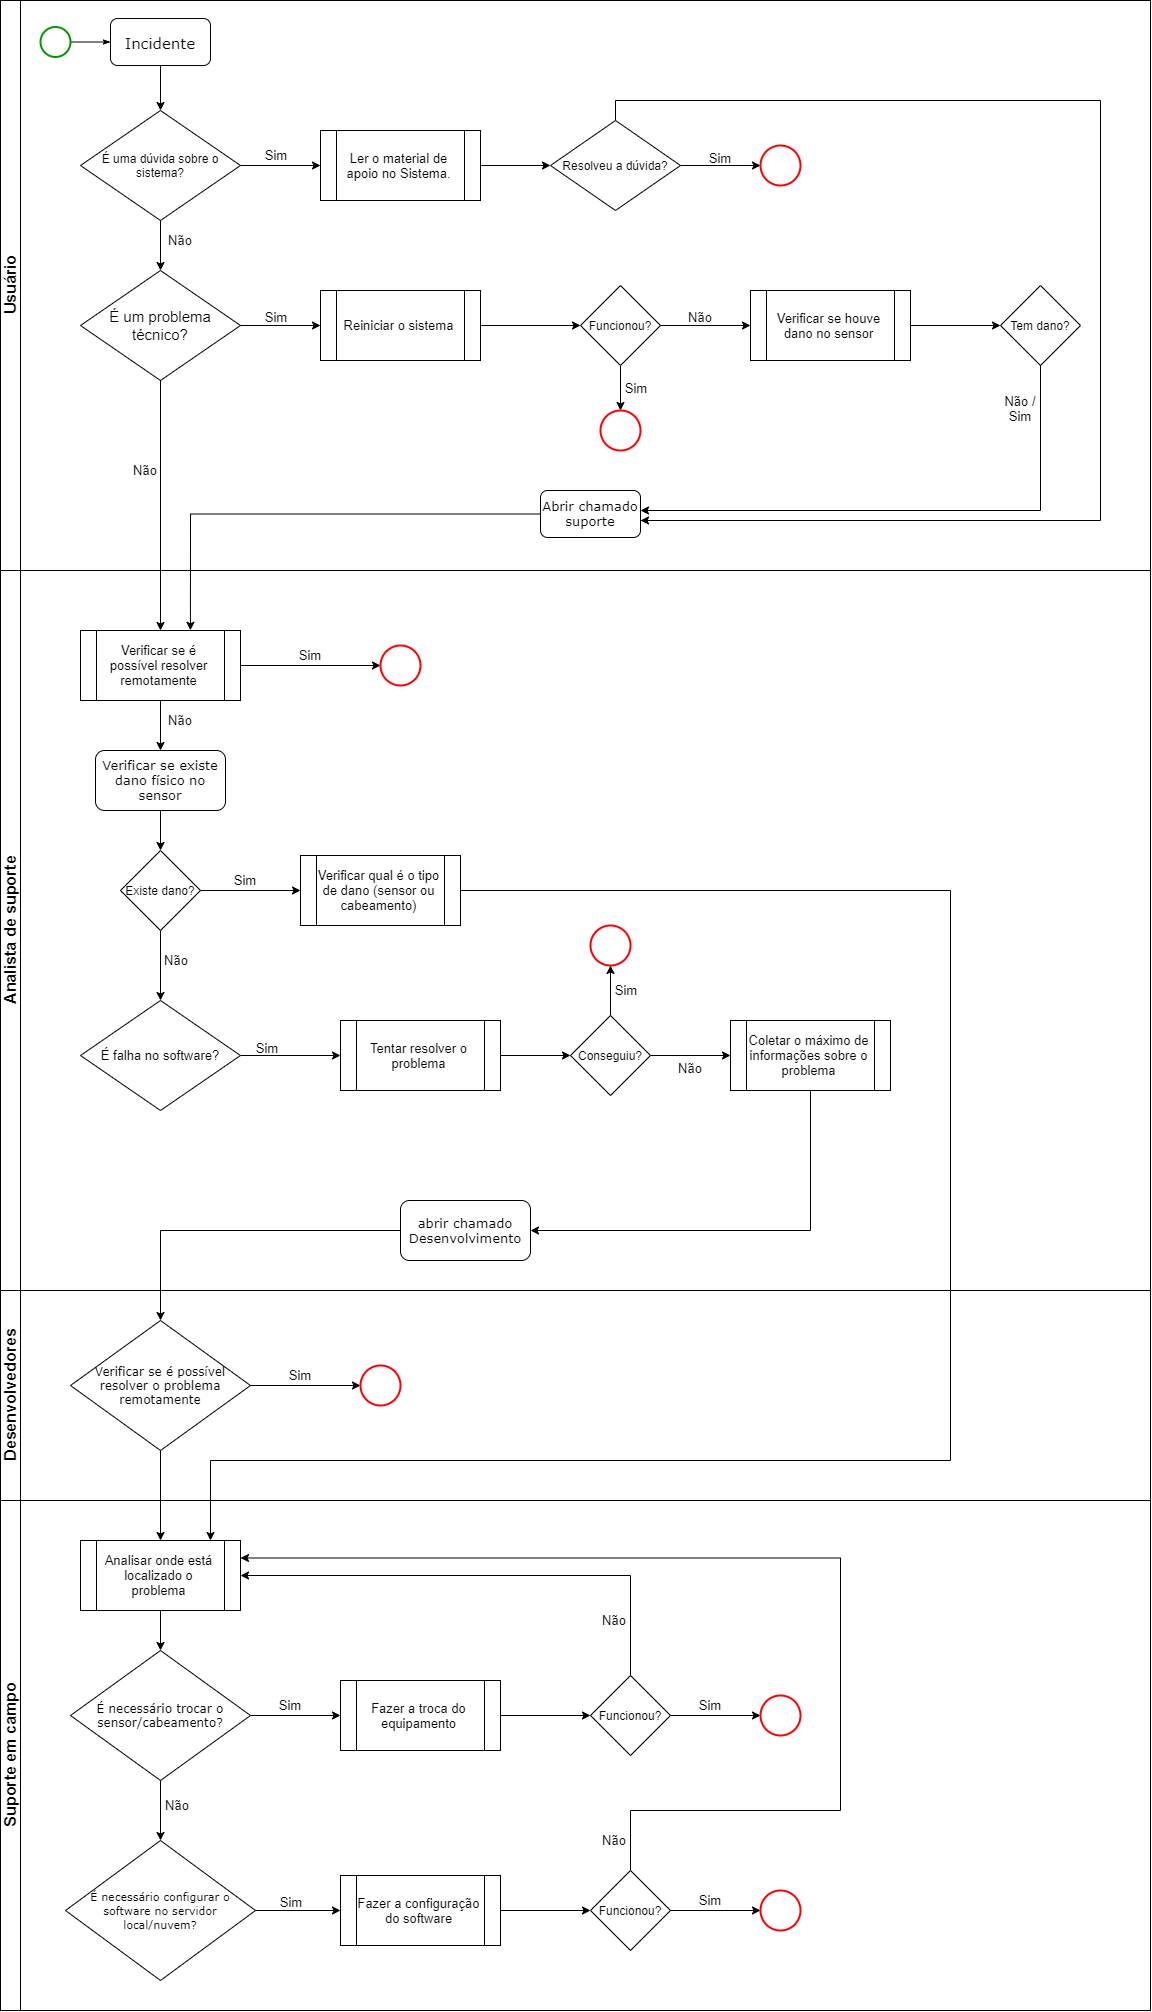 Usuário
Incidente
É uma dúvida sobre o
sistema?
Sim
Ler o material de
apoio no Sistema.
Resolveu a dúvida?
Sim
Não
É um problema
técnico?
Sim
Reiniciar o sistema
Funcionou?
Não
Verificar se houve
dano no sensor
Tem dano?
Sim
Não /
Sim
Não
Abrir chamado
suporte
Analista de suporte
Verificar se é
possível resolver
remotamente
Sim
Não
Verificar se existe
dano físico no
sensor
Existe dano?
Sim
Verificar qual é o tipo
de dano (sensor ou
cabeamento)
Não
Sim
É falha no software?
Sim
Tentar resolver o
problema
Conseguiu?
Não
Coletar o máximo de
informações sobre o
problema
abrir chamado
Desenvolvimento
Desenvolvedores
Verificar se é possível
resolver o problema
remotamente
Sim
Suporte em campo
Analisar onde está
localizado o
problema
Não
É necessário trocar o
sensor/cabeamento?
Sim
Fazer a troca do
equipamento
Funcionou?
Sim
Não
Não
É necessário configurar o
software no servidor
local/nuvem?
Sim
Fazer a configuração
do software
Funcionou?
Sim